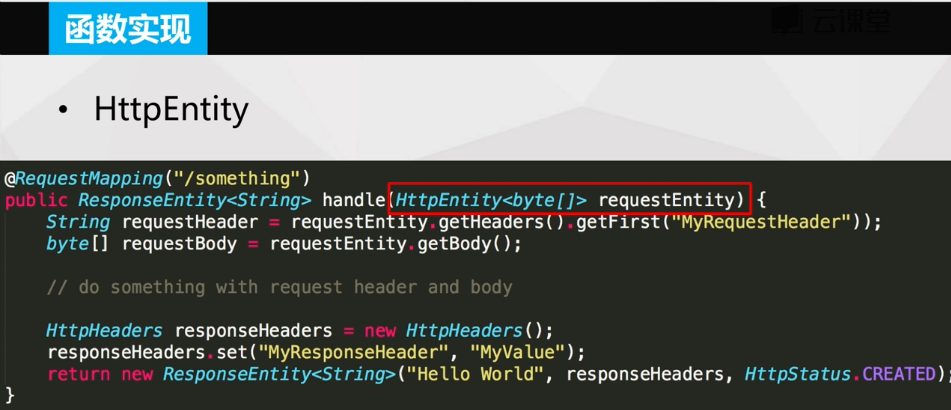 函数实现
云课堂
• HttpEntity
@RequestMapping("/something")
public ResponseEntity<String> handle(HttpEntity<byte[]> requestEntity) {
    String requestHeader = requestEntity.getHeaders().getFirst("MyRequestHeader"));
    byte[] requestBody = requestEntity.getBody();
    // do something with request header and body
    HttpHeaders responseHeaders = new HttpHeaders();
    responseHeaders.set("MyResponseHeader", "MyValue");
    return new ResponseEntity<String>("Hello World", responseHeaders, HttpStatus.CREATED);
}